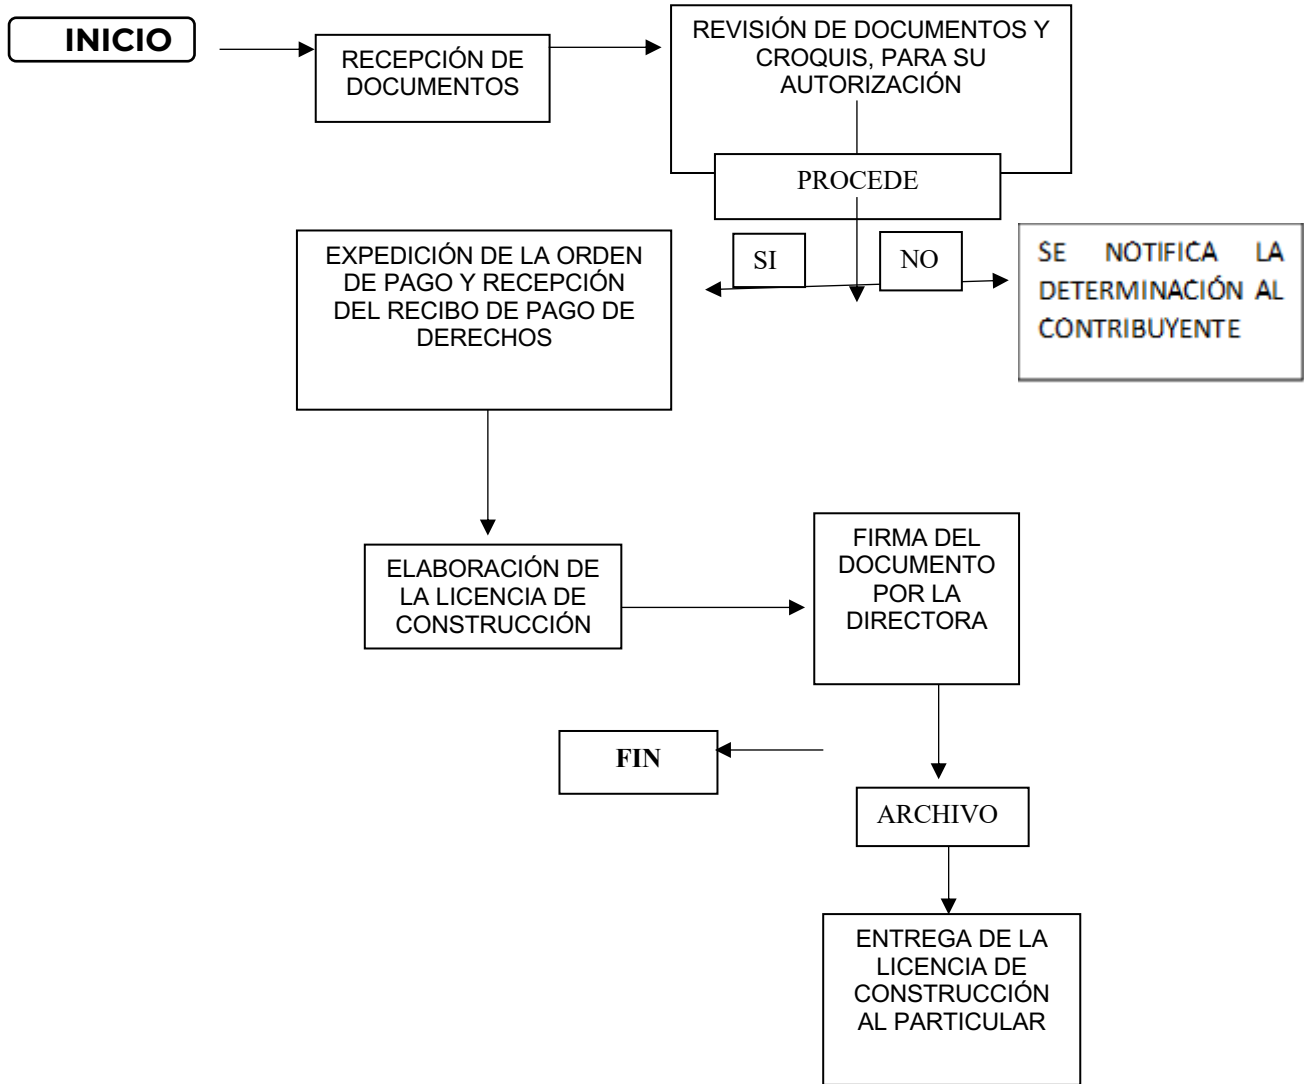 INICIO
RECEPCIÓN DE
DOCUMENTOS
REVISIÓN DE DOCUMENTOS Y
CROQUIS, PARA SU
AUTORIZACIÓN
PROCEDE
SI
NO
SE NOTIFICA LA
DETERMINACIÓN AL
CONTRIBUYENTE
EXPEDICIÓN DE LA ORDEN
DE PAGO Y RECEPCIÓN
DEL RECIBO DE PAGO DE
DERECHOS
ELABORACIÓN DE
LA LICENCIA DE
CONSTRUCCIÓN
FIRMA DEL
DOCUMENTO
POR LA
DIRECTORA
FIN
ARCHIVO
ENTREGA DE LA
LICENCIA DE
CONSTRUCCIÓN
AL PARTICULAR